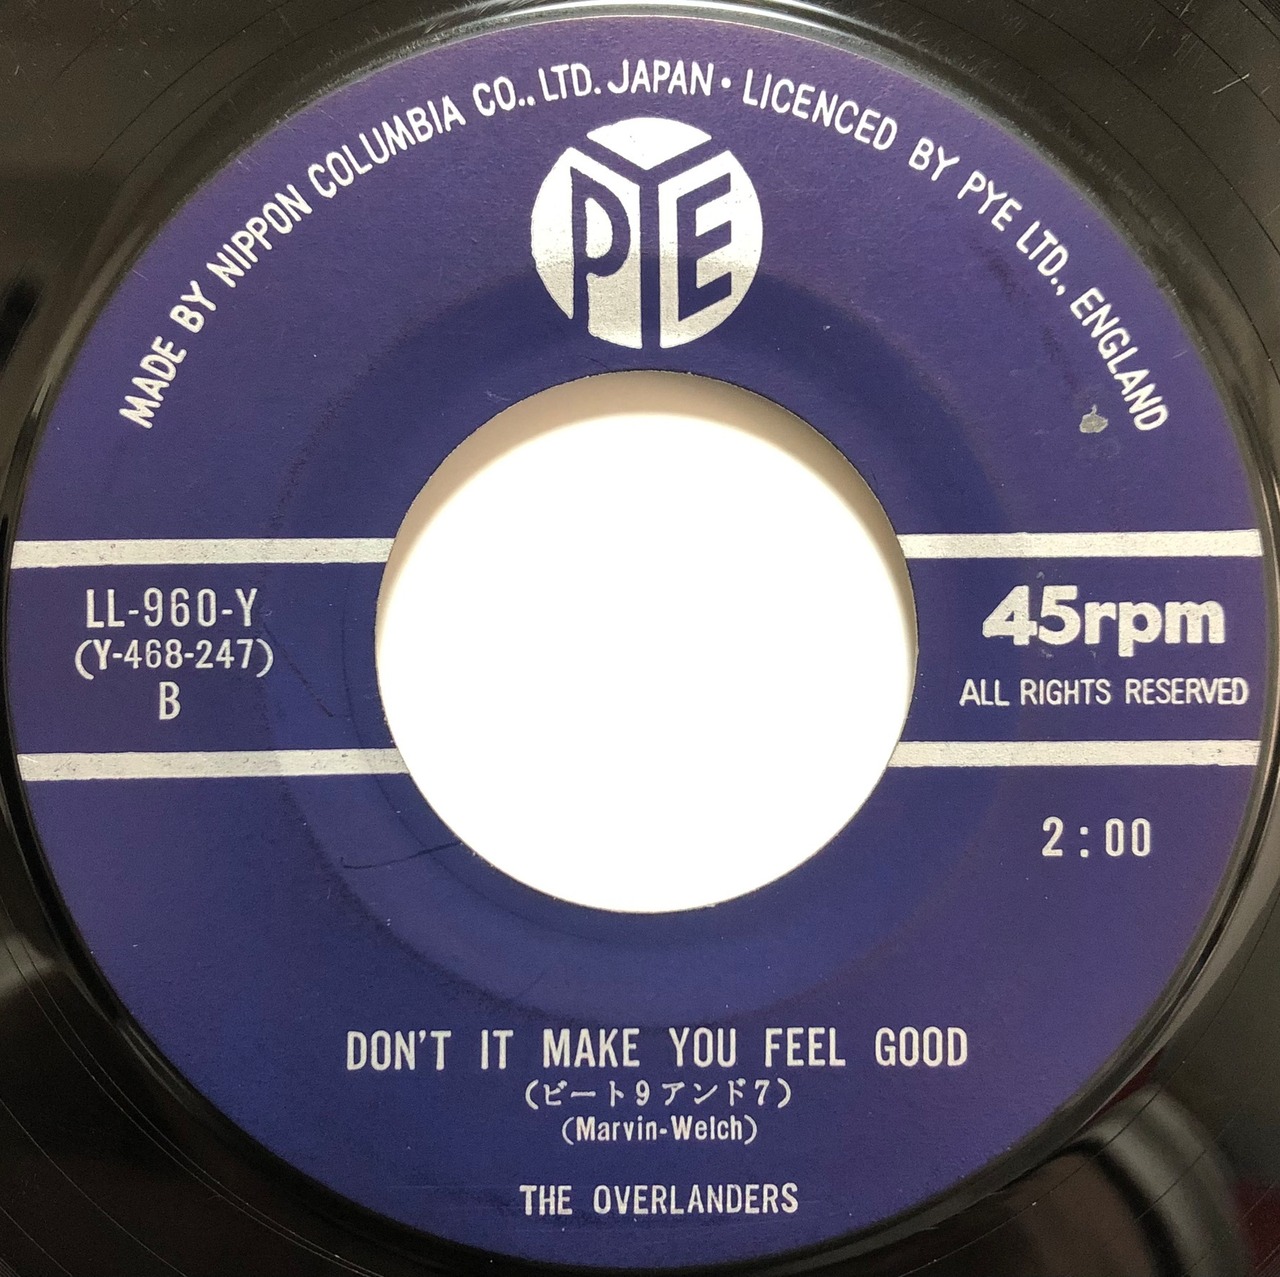 MADE BY NIPPON COLUMBIA CO., LTD. JAPAN • LICENCED BY PYE LTD., ENGLAND
PYE
LL-960-Y
(Y-468-247)
B
45rpm
ALL RIGHTS RESERVED
2:00
DON'T IT MAKE YOU FEEL GOOD
(ビート9アンド7)
(Marvin-Welch)
THE OVERLANDERS